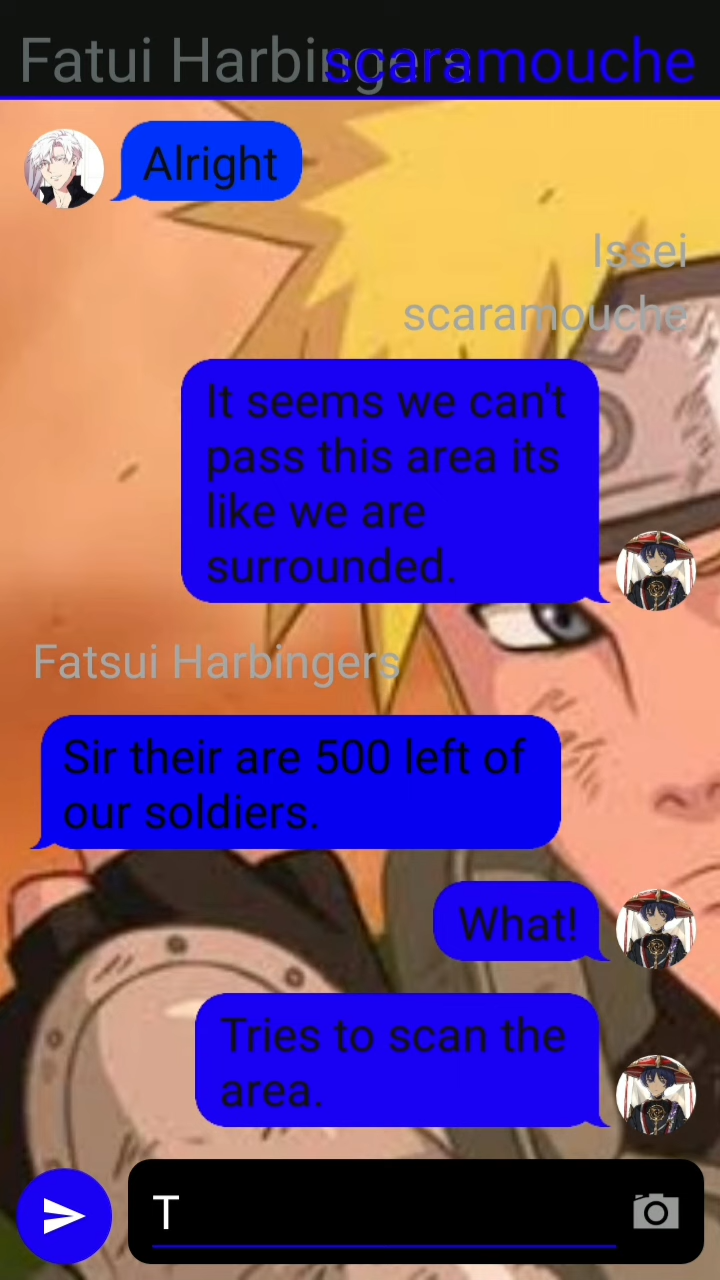 Fatui Harbingers
scaramouche
Alright
Issei
scaramouche
It seems we can't
pass this area its
like we are
surrounded.
Fatsui Harbingers
Sir their are 500 left of
our soldiers.
What!
Tries to scan the
area.
T